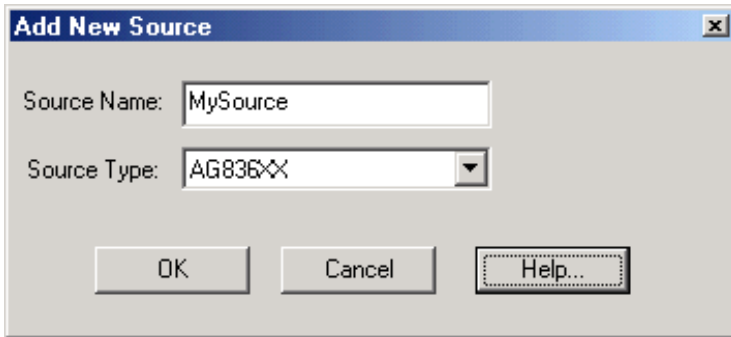 Add New Source
Source Name: MySource
Source Type: AG836XX
OK Cancel Help...